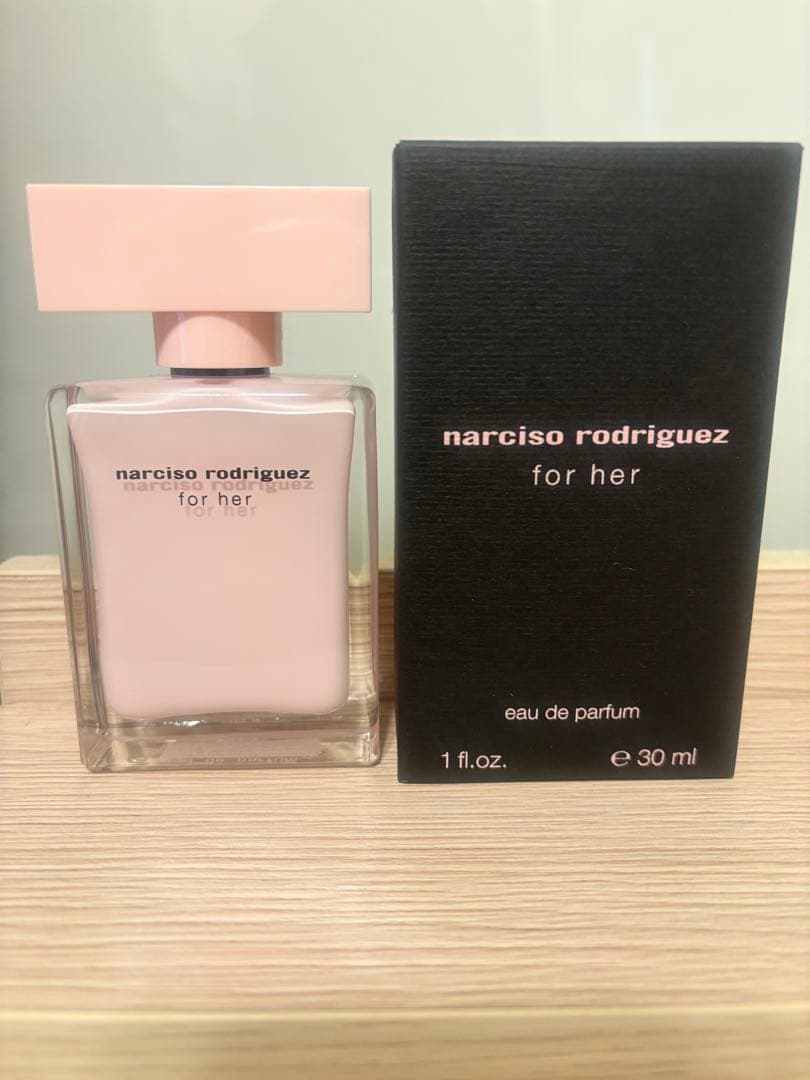 narciso rodriguez
for her
narciso rodriguez
for her
eau de parfum
1 fl.oz.
e 30 ml